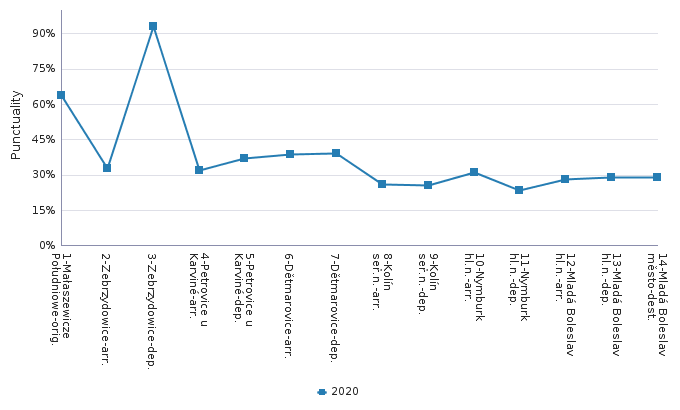 Punctuality
90%
75%
60%
45%
30%
15%
0%
1-Małaszewicze
Południowe-orig.
2-Zebrzydowice-arr.
3-Zebrzydowice-dep.
4-Petrovice u
Karviné-arr.
5-Petrovice u
Karviné-dep.
6-Dětmarovice-arr.
7-Dětmarovice-dep.
8-Kolín
seř.n.-arr.
9-Kolín
seř.n.-dep.
10-Nymburk
hl.n.-arr.
11-Nymburk
hl.n.-dep.
12-Mladá Boleslav
hl.n.-arr.
13-Mladá Boleslav
hl.n.-dep.
14-Mladá Boleslav
město-dest.
2020